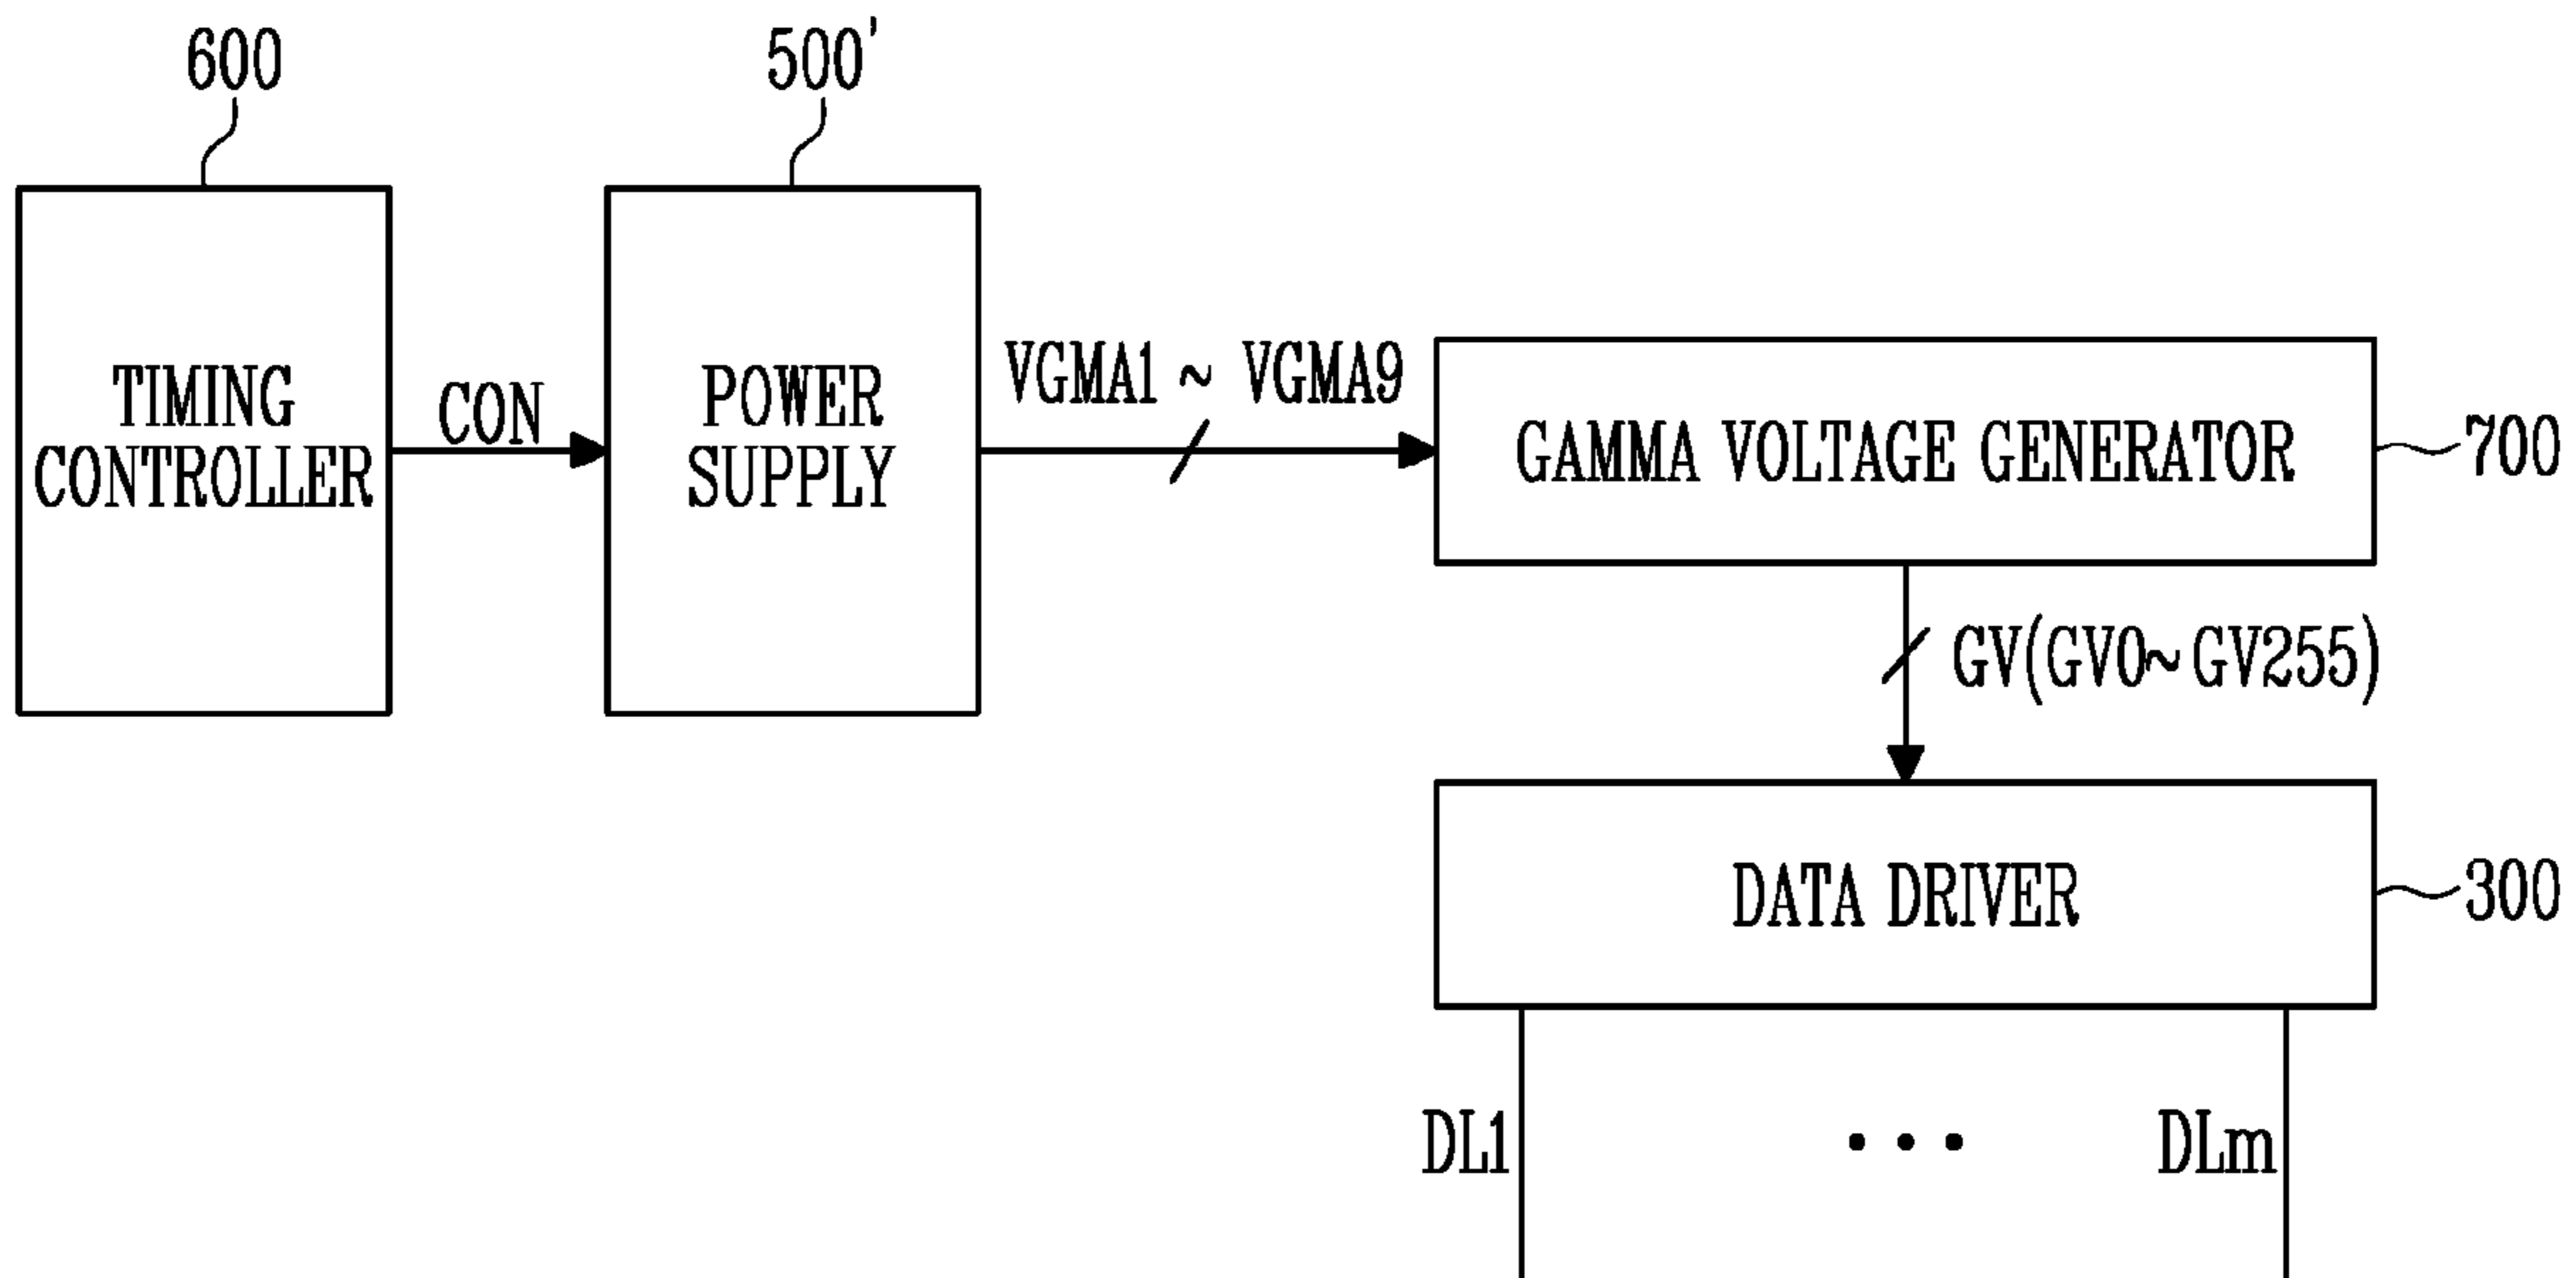 600
500'
TIMING
CONTROLLER
CON
POWER
SUPPLY
VGMA1 ~ VGMA9
GAMMA VOLTAGE GENERATOR
700
GV(GV0~GV255)
DATA DRIVER
300
DL1
• • •
DLm